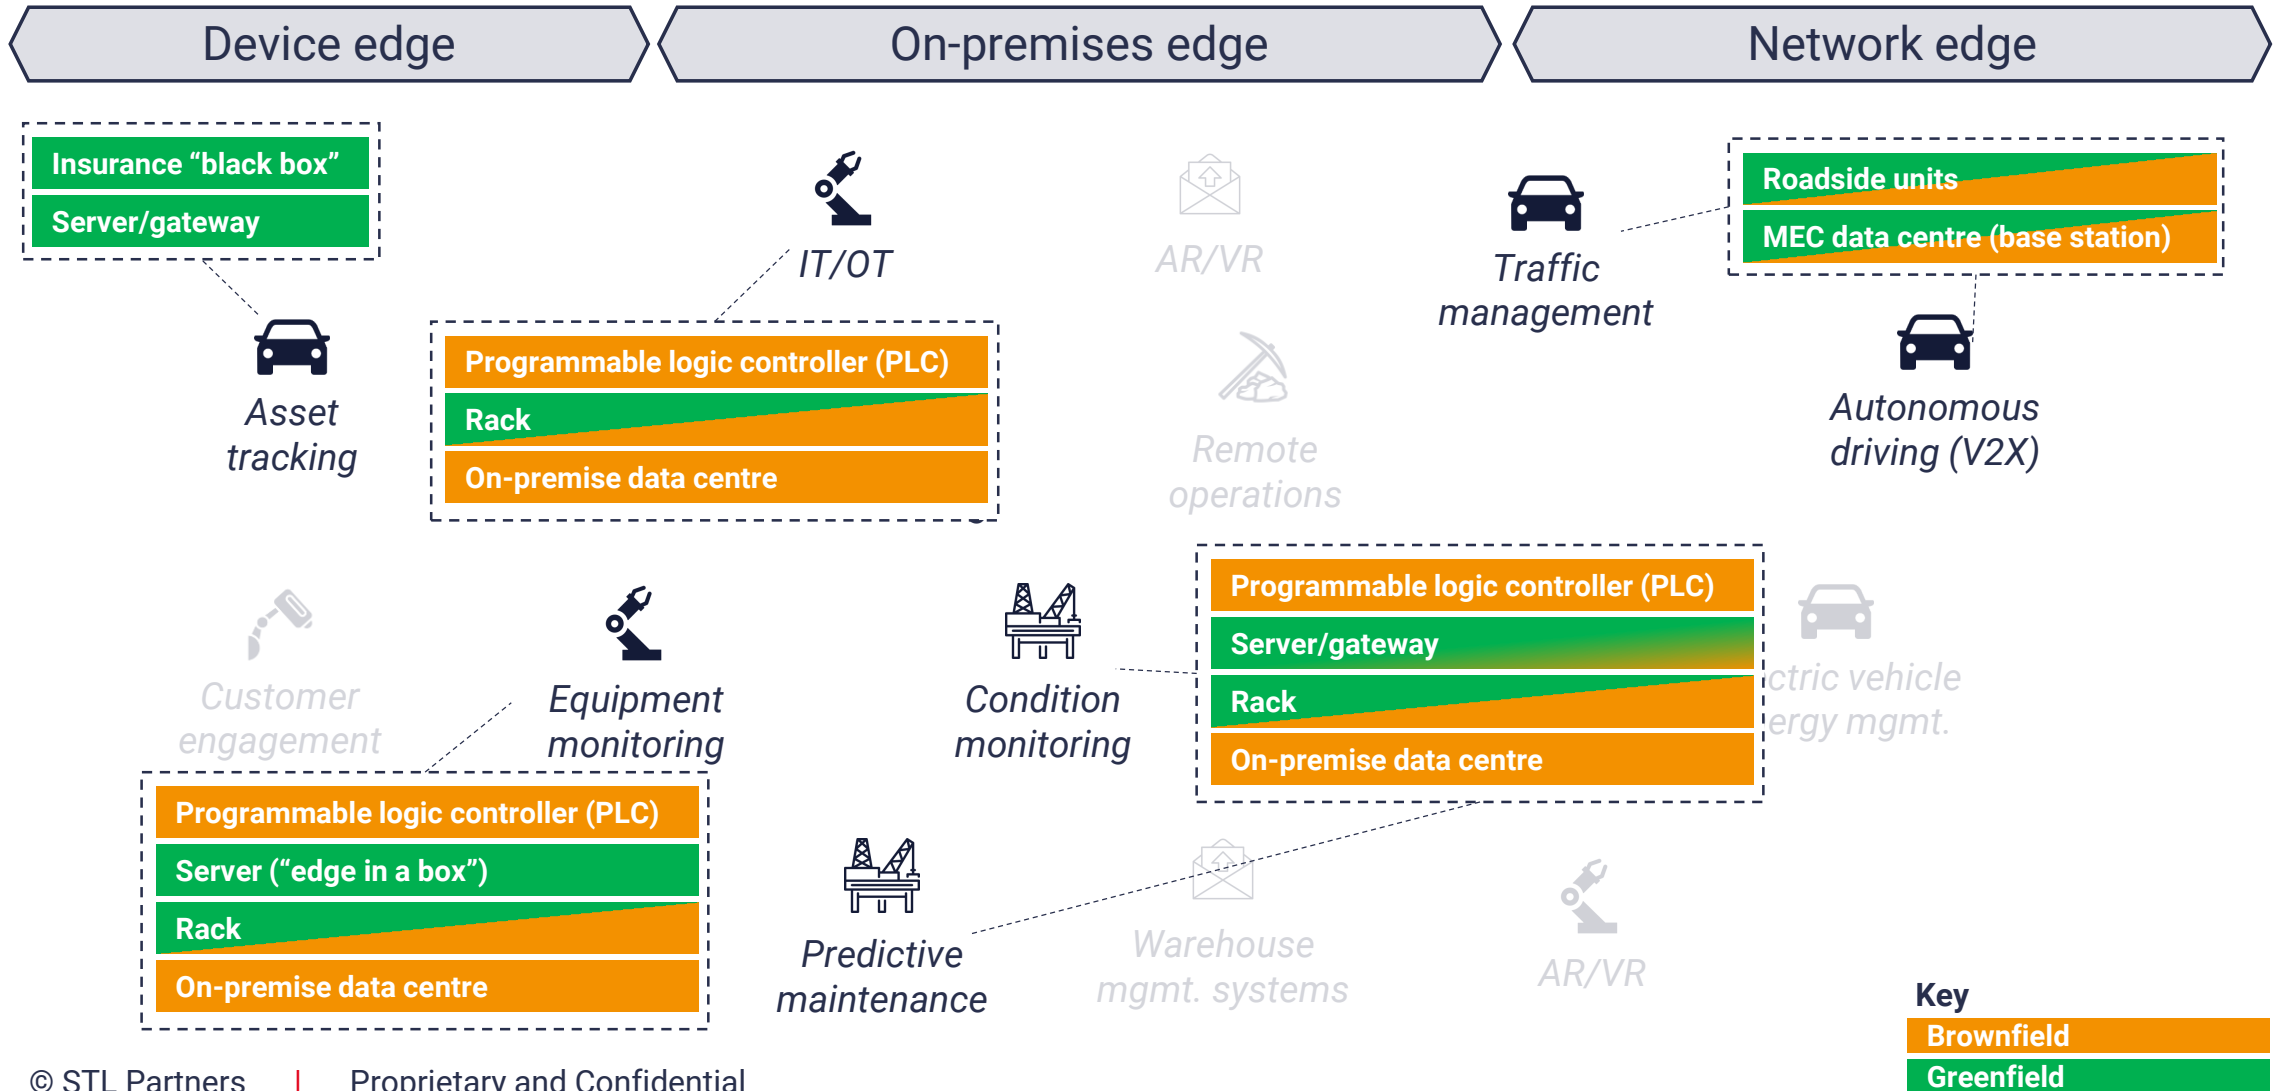 Device edge
On-premises edge
Network edge
Insurance “black box”
Server/gateway
Asset
tracking
IT/OT
Programmable logic controller (PLC)
Rack
On-premise data centre
AR/VR
Remote
operations
Traffic
management
Roadside units
MEC data centre (base station)
Autonomous
driving (V2X)
Customer
engagement
Equipment
monitoring
Programmable logic controller (PLC)
Server (“edge in a box”)
Rack
On-premise data centre
Condition
monitoring
Programmable logic controller (PLC)
Server/gateway
Rack
On-premise data centre
ctric vehicle
ergy mgmt.
Predictive
maintenance
Warehouse
mgmt. systems
AR/VR
Key
Brownfield
Greenfield
© STL Partners | Proprietary and Confidential